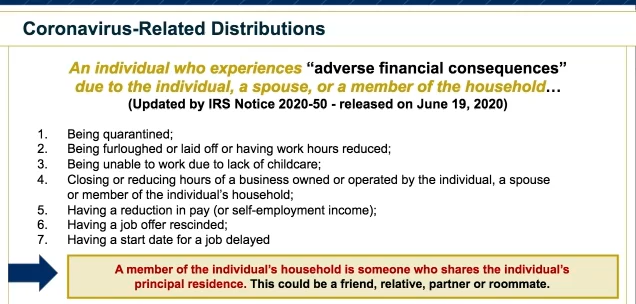 Coronavirus-Related Distributions
An individual who experiences “adverse financial consequences”
due to the individual, a spouse, or a member of the household…
(Updated by IRS Notice 2020-50 - released on June 19, 2020)
1. Being quarantined;
2. Being furloughed or laid off or having work hours reduced;
3. Being unable to work due to lack of childcare;
4. Closing or reducing hours of a business owned or operated by the individual, a spouse
or member of the individual’s household;
5. Having a reduction in pay (or self-employment income);
6. Having a job offer rescinded;
7. Having a start date for a job delayed
A member of the individual’s household is someone who shares the individual’s
principal residence. This could be a friend, relative, partner or roommate.